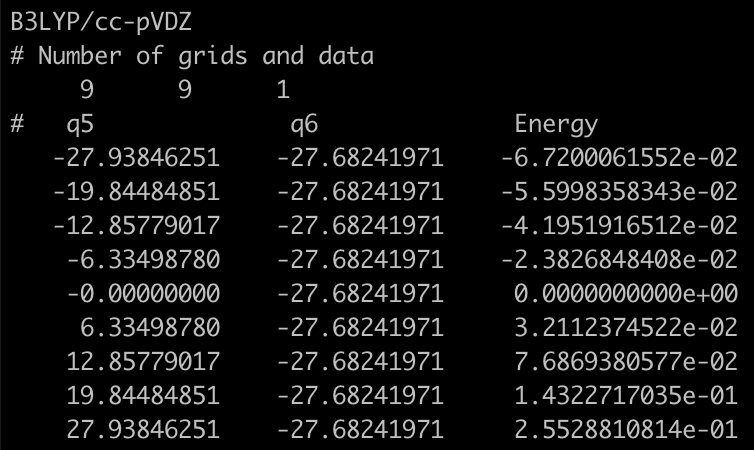 B3LYP/cc-pVDZ
# Number of grids and data
9 9 1
# q5 q6 Energy
-27.93846251 -27.68241971 -6.7200061552e-02
-19.84484851 -27.68241971 -5.5998358343e-02
-12.85779017 -27.68241971 -4.1951916512e-02
-6.33498780 -27.68241971 -2.3826848408e-02
-0.00000000 -27.68241971 0.0000000000e+00
6.33498780 -27.68241971 3.2112374522e-02
12.85779017 -27.68241971 7.6869380577e-02
19.84484851 -27.68241971 1.4322717035e-01
27.93846251 -27.68241971 2.5528810814e-01